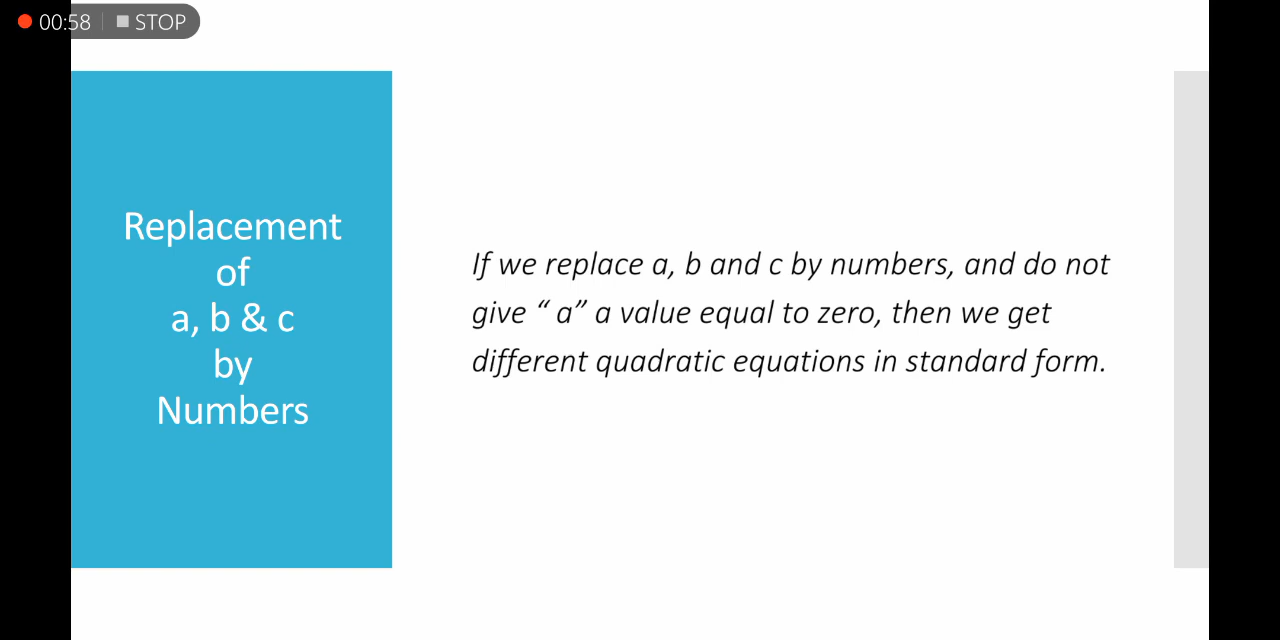 00:58 STOP
Replacement
of
a, b & c
by
Numbers
If we replace a, b and c by numbers, and do not
give “ a” a value equal to zero, then we get
different quadratic equations in standard form.